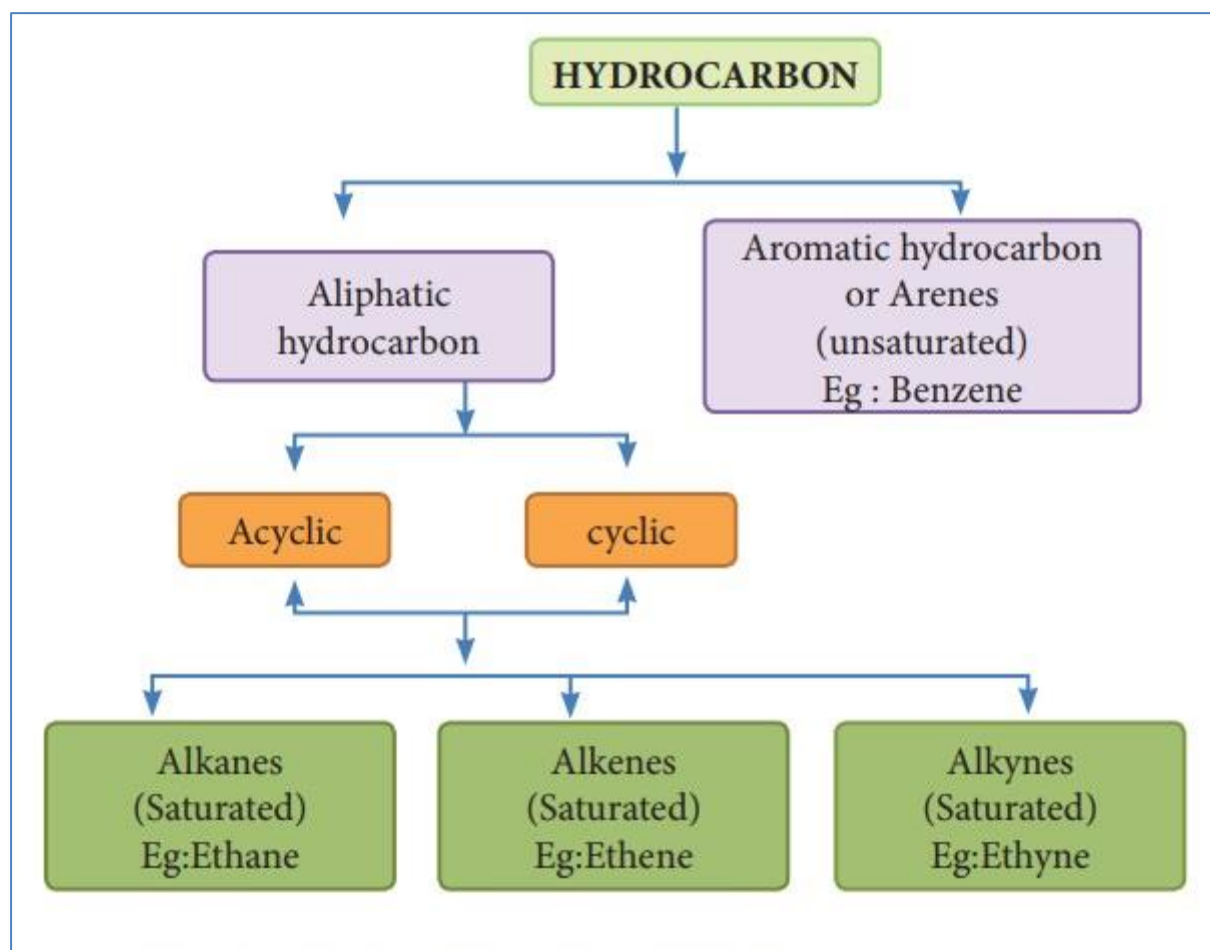 HYDROCARBON
Aliphatic
hydrocarbon
Aromatic hydrocarbon
or Arenes
(unsaturated)
Eg : Benzene
Acyclic
cyclic
Alkanes
(Saturated)
Eg:Ethane
Alkenes
(Saturated)
Eg:Ethene
Alkynes
(Saturated)
Eg:Ethyne